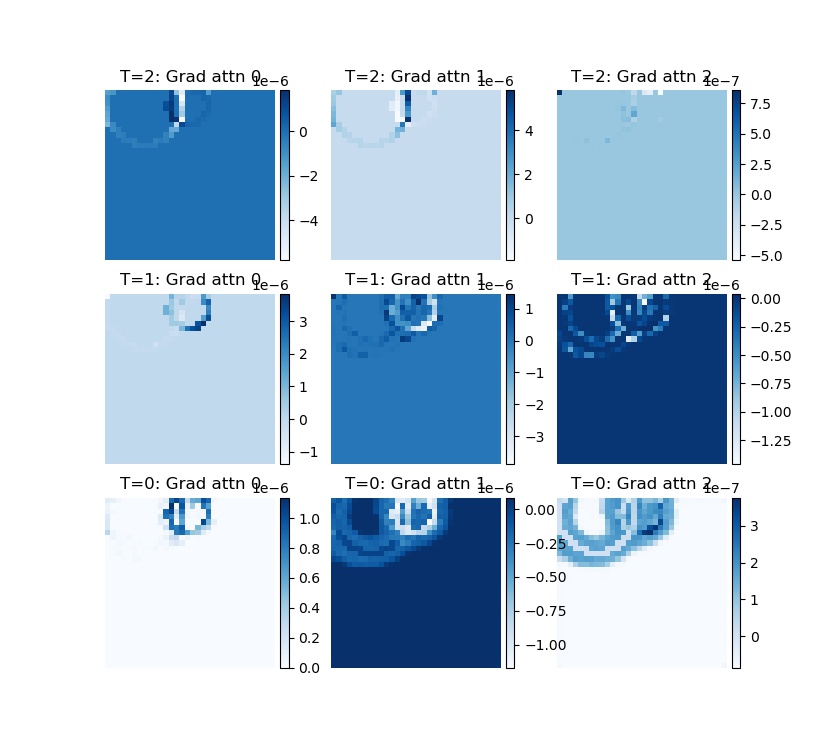 T=2: Grad attn 0
1e-6
0
−2
−4
T=2: Grad attn 1
1e-6
4
2
0
T=2: Grad attn 2
1e-7
7.5
5.0
2.5
0.0
−2.5
−5.0
T=1: Grad attn 0
1e-6
3
2
1
0
−1
T=1: Grad attn 1
1e-6
1
0
−1
−2
−3
T=1: Grad attn 2
1e-6
0.00
−0.25
−0.50
−0.75
−1.00
−1.25
T=0: Grad attn 0
1e-6
1.0
0.8
0.6
0.4
0.2
0.0
T=0: Grad attn 1
1e-6
0.00
−0.25
−0.50
−0.75
−1.00
T=0: Grad attn 2
1e-7
3
2
1
0